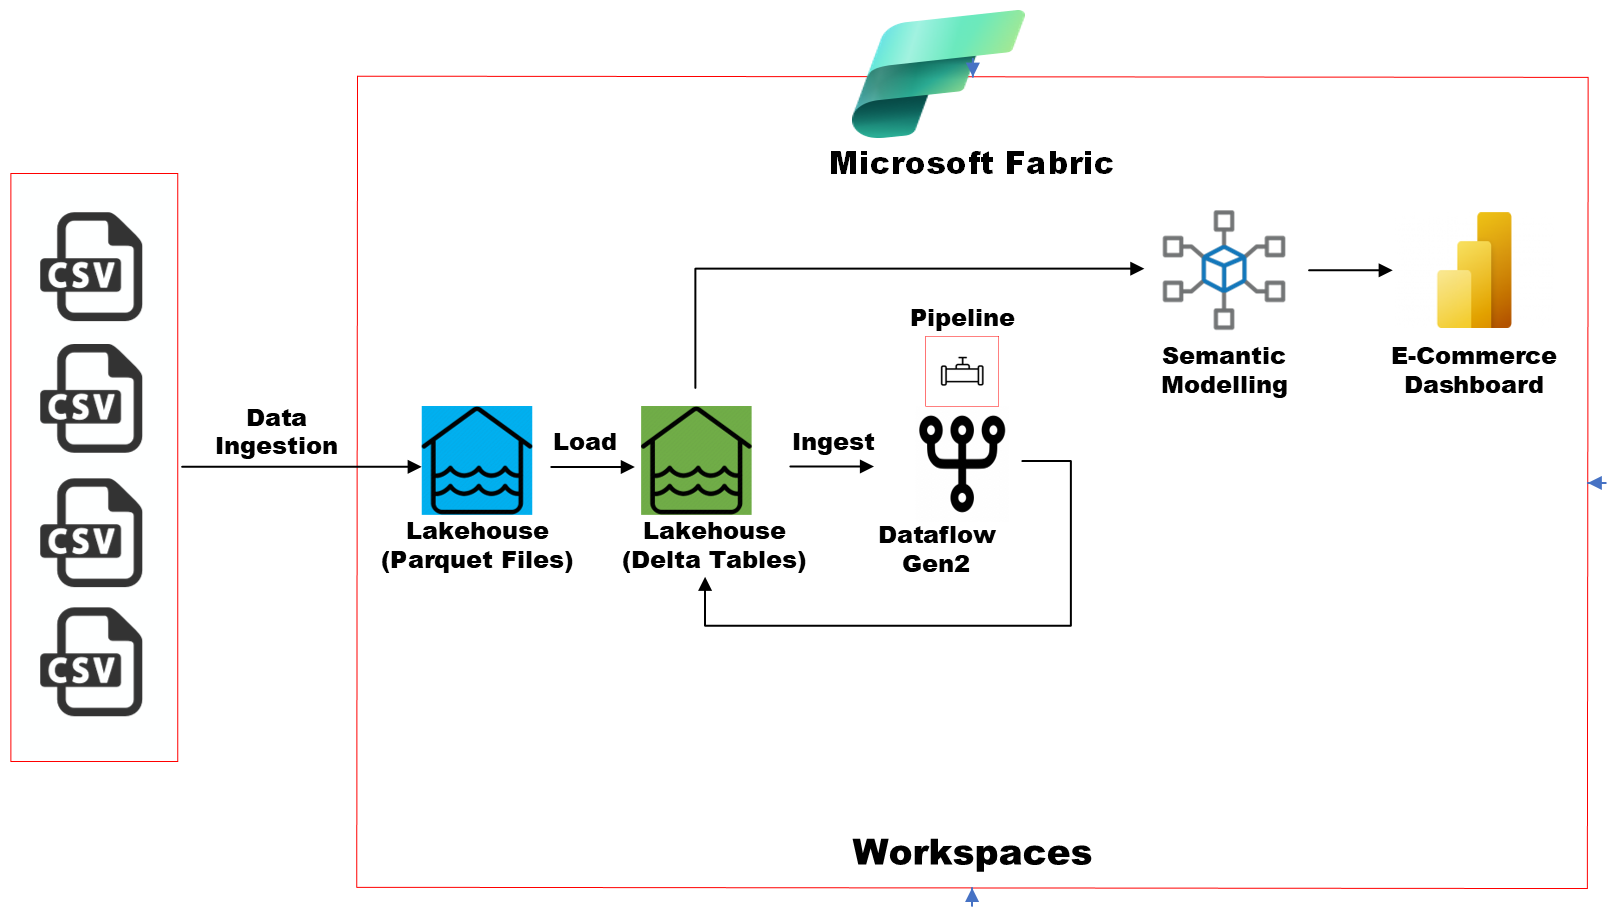 Microsoft Fabric
CSV
CSV
CSV
CSV
Data
Ingestion
Lakehouse
(Parquet Files)
Load
Lakehouse
(Delta Tables)
Ingest
Pipeline
Dataflow
Gen2
Semantic
Modelling
E-Commerce
Dashboard
Workspaces